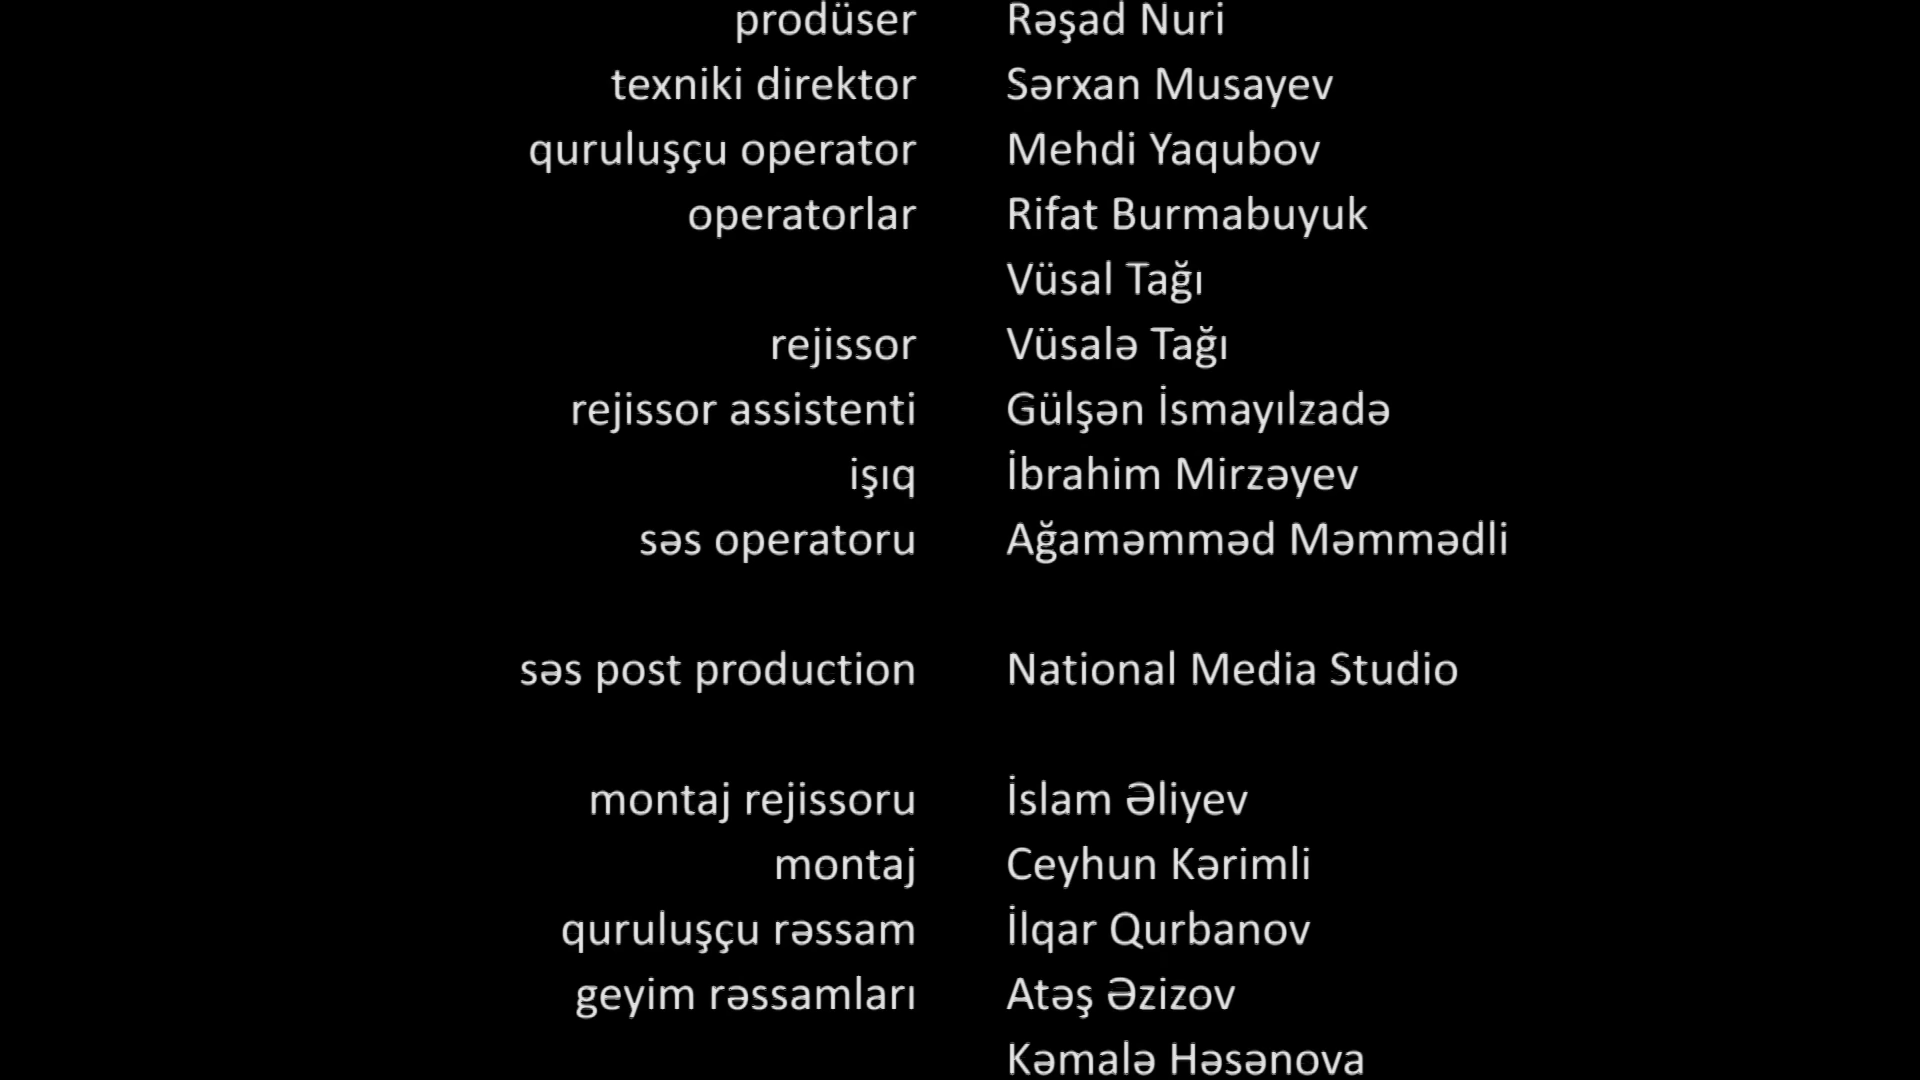 prodüser Rəşad Nuri
texniki direktor Sərxan Musayev
quruluşçu operator Mehdi Yaqubov
operatorlar Rifat Burmabuyuk
Vüsal Tağı
rejissor Vüsalə Tağı
rejissor assistenti Gülşən İsmayılzadə
işıq İbrahim Mirzəyev
səs operatoru Ağaməmməd Məmmədli
səs post production National Media Studio
montaj rejissoru İslam Əliyev
montaj Ceyhun Kərimli
quruluşçu rəssam İlqar Qurbanov
geyim rəssamları Atəş Əzizov
Kəmalə Həsənova